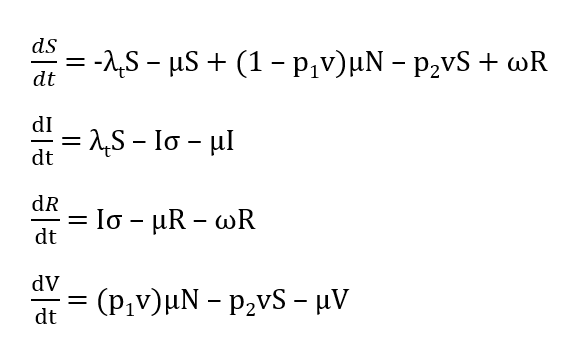 dS/dt = -λₜS – μS + (1 – p₁v)μN – p₂vS + ωR
dI/dt = λₜS – Iσ – μI
dR/dt = Iσ – μR – ωR
dV/dt = (p₁v)μN – p₂vS – μV